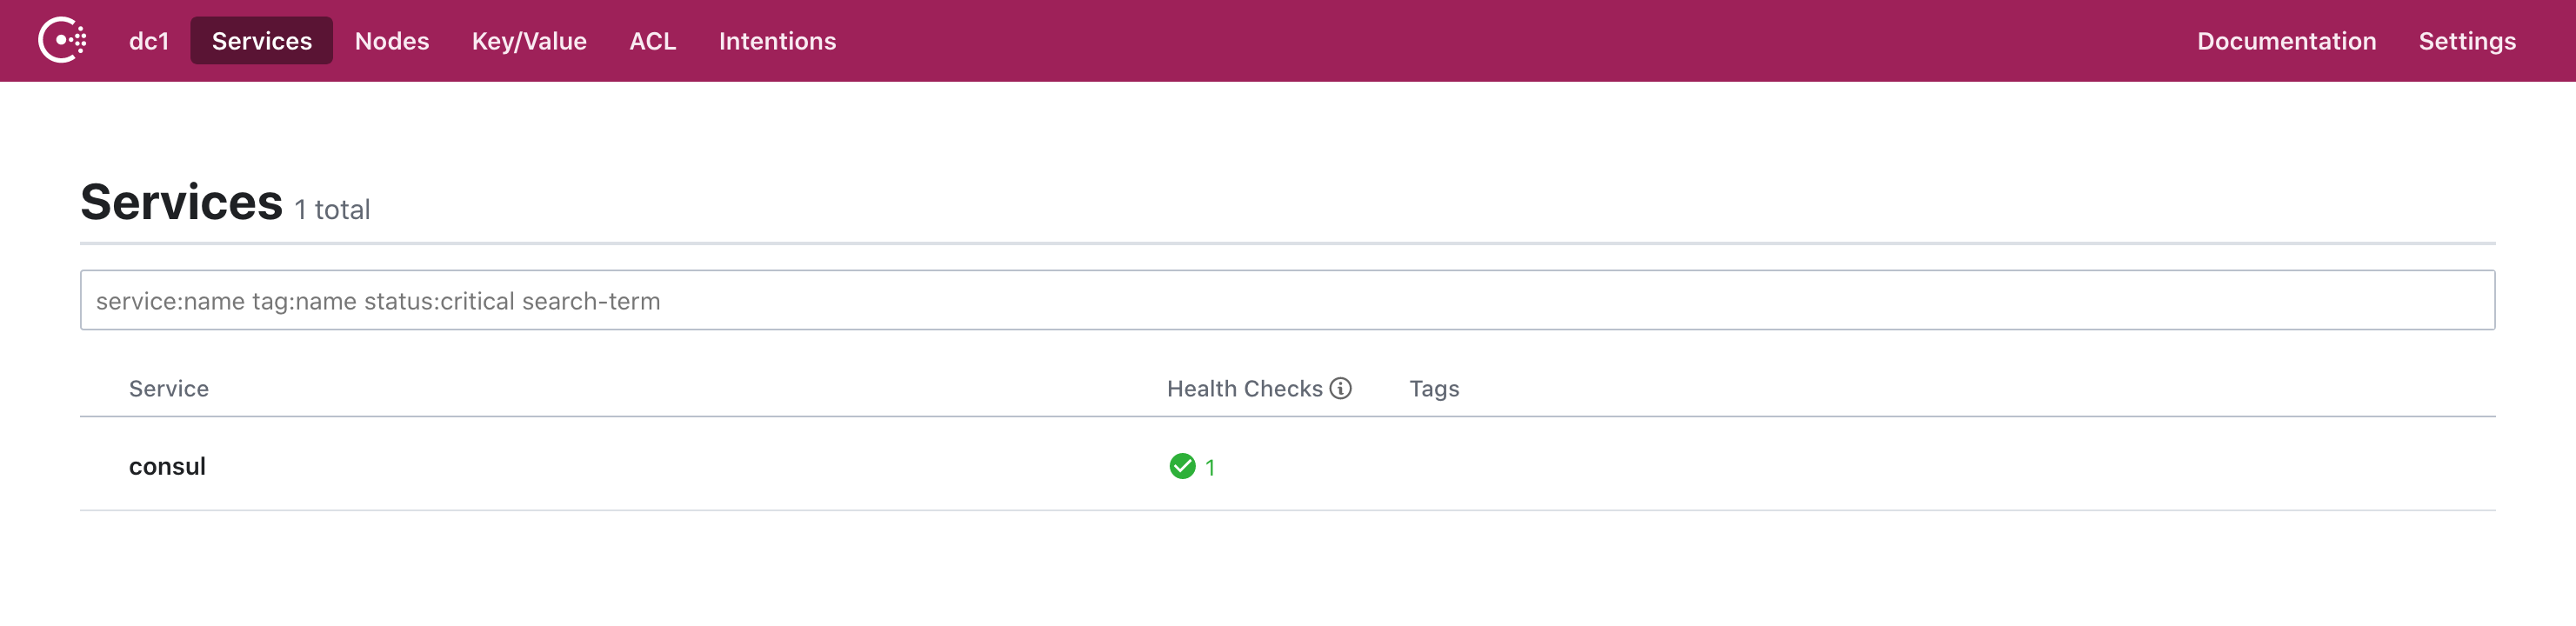 dc1 Services Nodes Key/Value ACL Intentions Documentation Settings
Services 1 total
service:name tag:name status:critical search-term
Service Health Checks Tags
consul 1